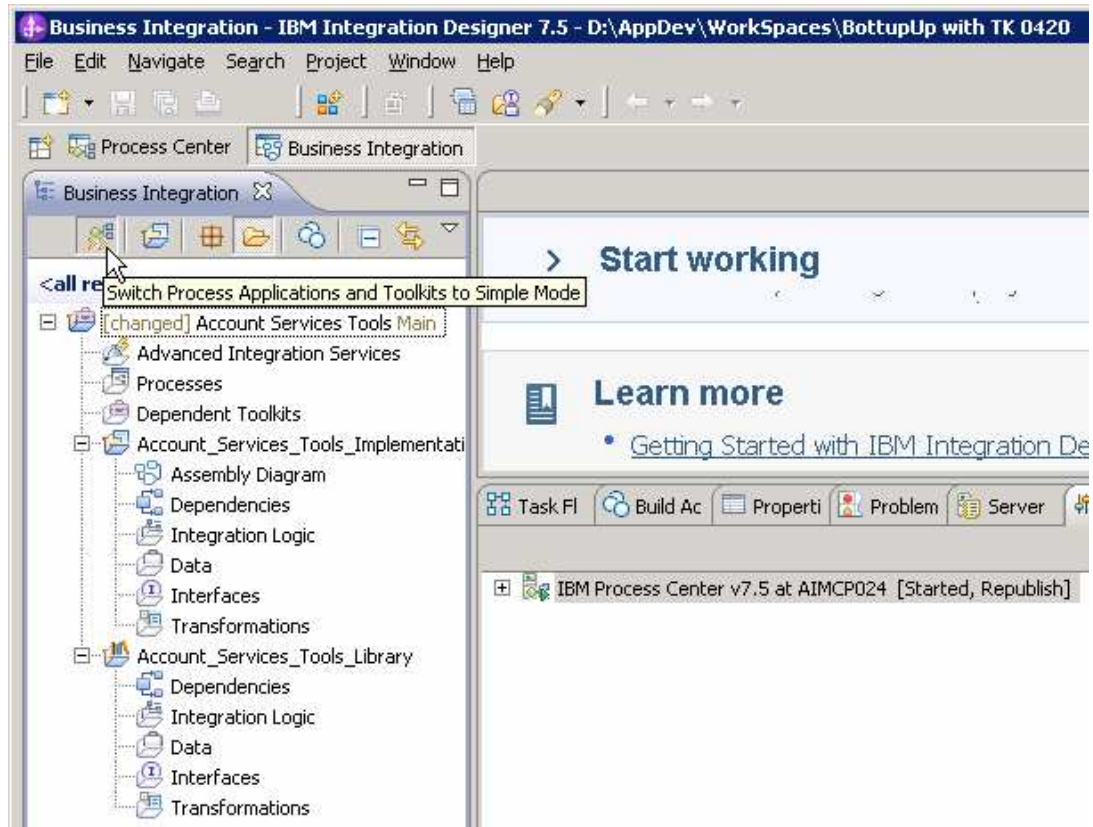 Business Integration - IBM Integration Designer 7.5 - D:\AppDev\WorkSpaces\BottupUp with TK 0420
File Edit Navigate Search Project Window Help
Process Center Business Integration
Business Integration
<all re
Switch Process Applications and Toolkits to Simple Mode
[changed] Account Services Tools Main
Advanced Integration Services
Processes
Dependent Toolkits
Account_Services_Tools_Implementati
Assembly Diagram
Dependencies
Integration Logic
Data
Interfaces
Transformations
Account_Services_Tools_Library
Dependencies
Integration Logic
Data
Interfaces
Transformations
Start working
Learn more
• Getting Started with IBM Integration De
Task Fl Build Ac Properti Problem Server
IBM Process Center v7.5 at AIMCP024 [Started, Republish]